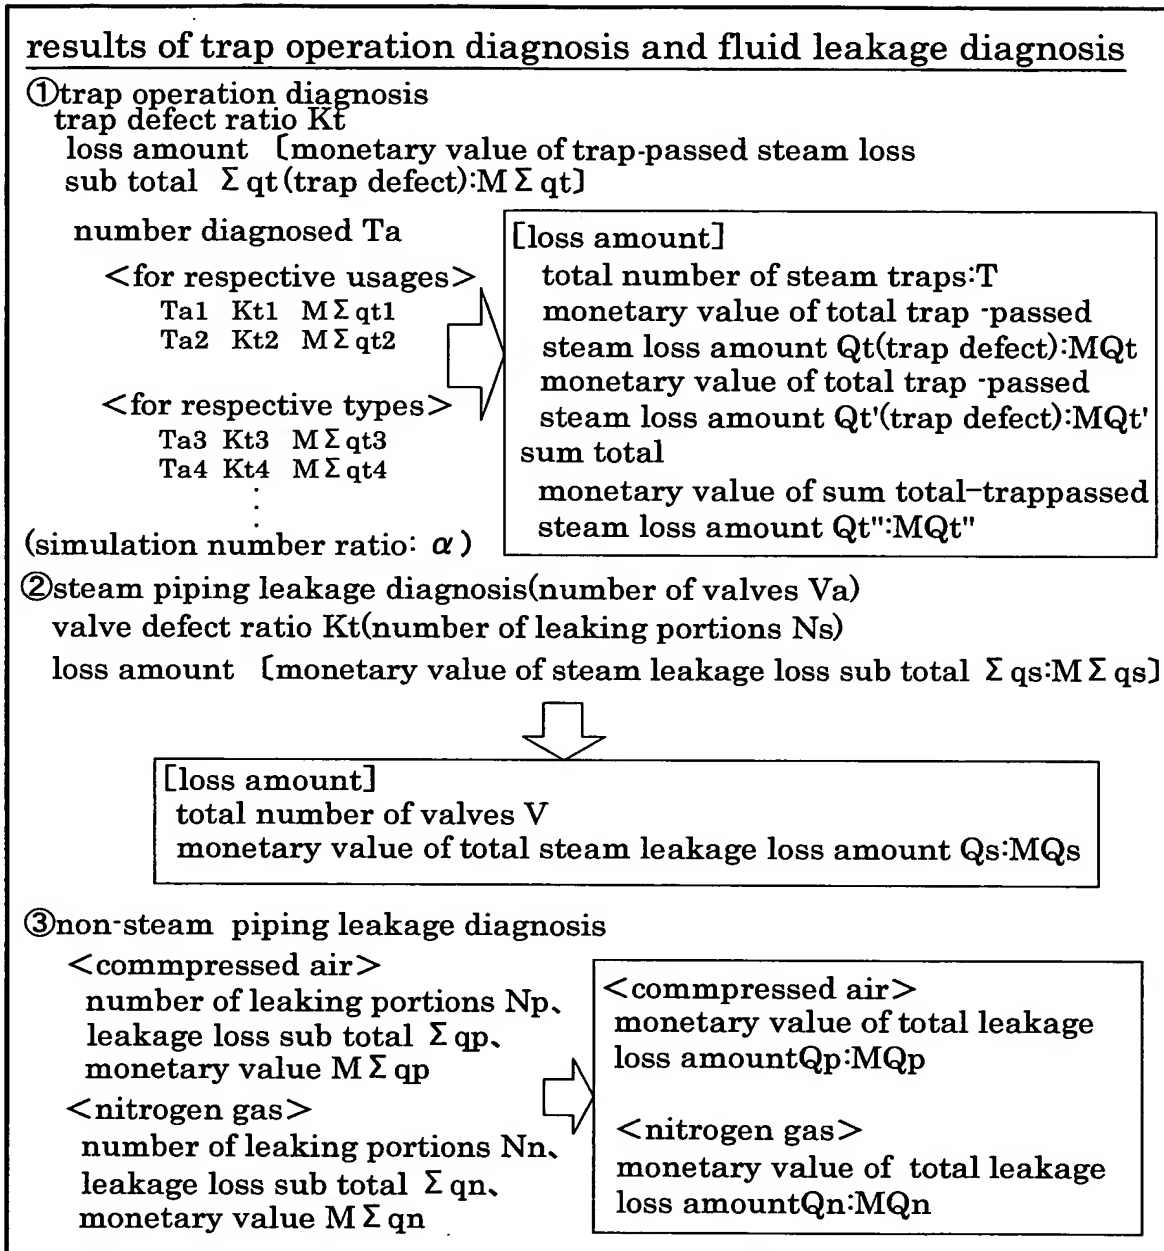 results of trap operation diagnosis and fluid leakage diagnosis
①trap operation diagnosis
trap defect ratio Kt
loss amount 〔monetary value of trap-passed steam loss
sub total Σqt(trap defect):MΣqt〕
number diagnosed Ta
<for respective usages>
Ta1 Kt1 MΣqt1
Ta2 Kt2 MΣqt2
<for respective types>
Ta3 Kt3 MΣqt3
Ta4 Kt4 MΣqt4
⋮
(simulation number ratio: α)
[loss amount]
total number of steam traps:T
monetary value of total trap -passed
steam loss amount Qt(trap defect):MQt
monetary value of total trap -passed
steam loss amount Qt'(trap defect):MQt'
sum total
monetary value of sum total-trappassed
steam loss amount Qt":MQt"
②steam piping leakage diagnosis(number of valves Va)
valve defect ratio Kt(number of leaking portions Ns)
loss amount 〔monetary value of steam leakage loss sub total Σqs:MΣqs〕
[loss amount]
total number of valves V
monetary value of total steam leakage loss amount Qs:MQs
③non-steam piping leakage diagnosis
<commpressed air>
number of leaking portions Np、
leakage loss sub total Σqp、
monetary value MΣqp
<nitrogen gas>
number of leaking portions Nn、
leakage loss sub total Σqn、
monetary value MΣqn
<commpressed air>
monetary value of total leakage
loss amountQp:MQp
<nitrogen gas>
monetary value of total leakage
loss amountQn:MQn